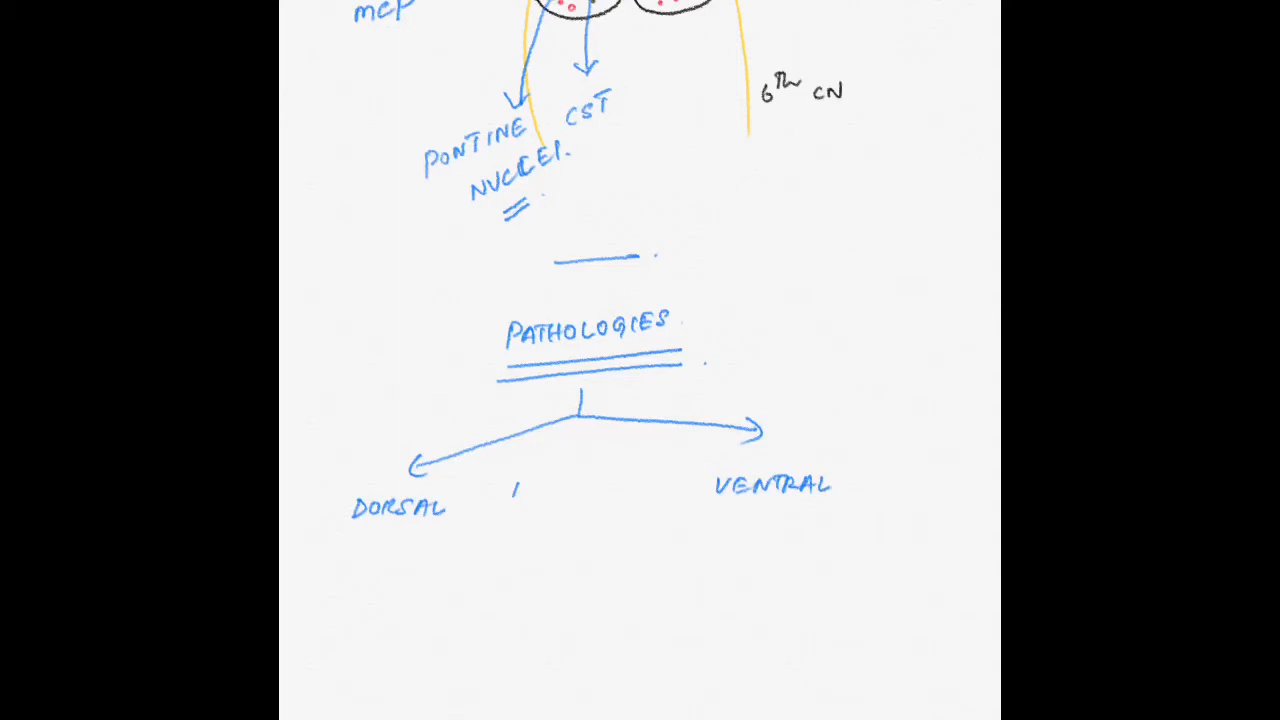 mcp
6th CN
CST
PONTINE
NUCLEI.
PATHOLOGIES
DORSAL
VENTRAL